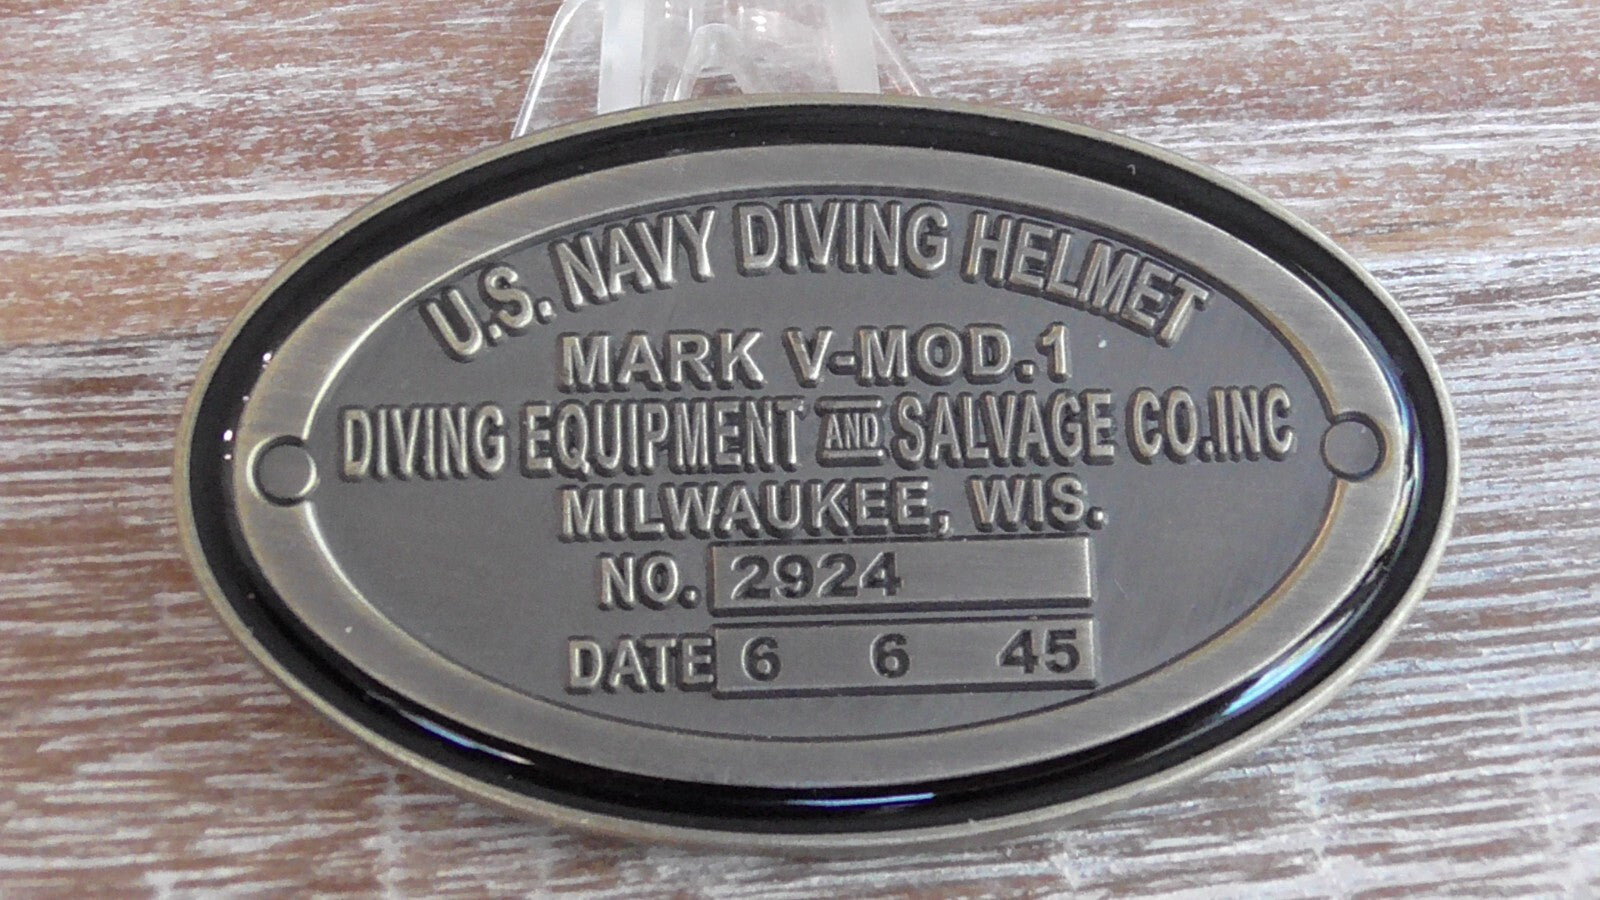 U.S. NAVY DIVING HELMET
MARK V-MOD.1
DIVING EQUIPMENT AND SALVAGE CO.INC
MILWAUKEE, WIS.
NO. 2924
DATE 6 6 45